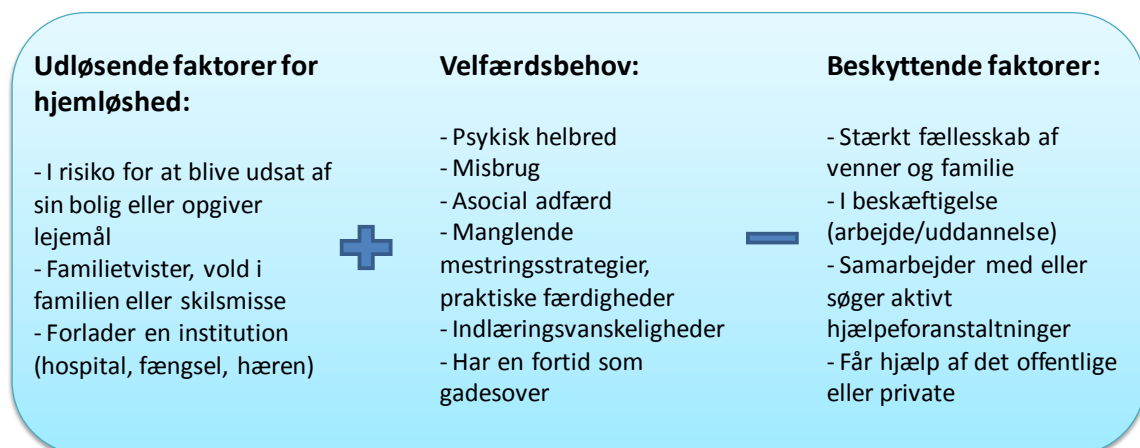 Udløsende faktorer for
hjemløshed:
- I risiko for at blive udsat af
sin bolig eller opgiver
lejemål
- Familietvister, vold i
familien eller skilsmisse
- Forlader en institution
(hospital, fængsel, hæren)
Velfærdsbehov:
- Psykisk helbred
- Misbrug
- Asocial adfærd
- Manglende
mestringsstrategier,
praktiske færdigheder
- Indlæringsvanskeligheder
- Har en fortid som
gadesover
Beskyttende faktorer:
- Stærkt fællesskab af
venner og familie
- I beskæftigelse
(arbejde/uddannelse)
- Samarbejder med eller
søger aktivt
hjælpeforanstaltninger
- Får hjælp af det offentlige
eller private